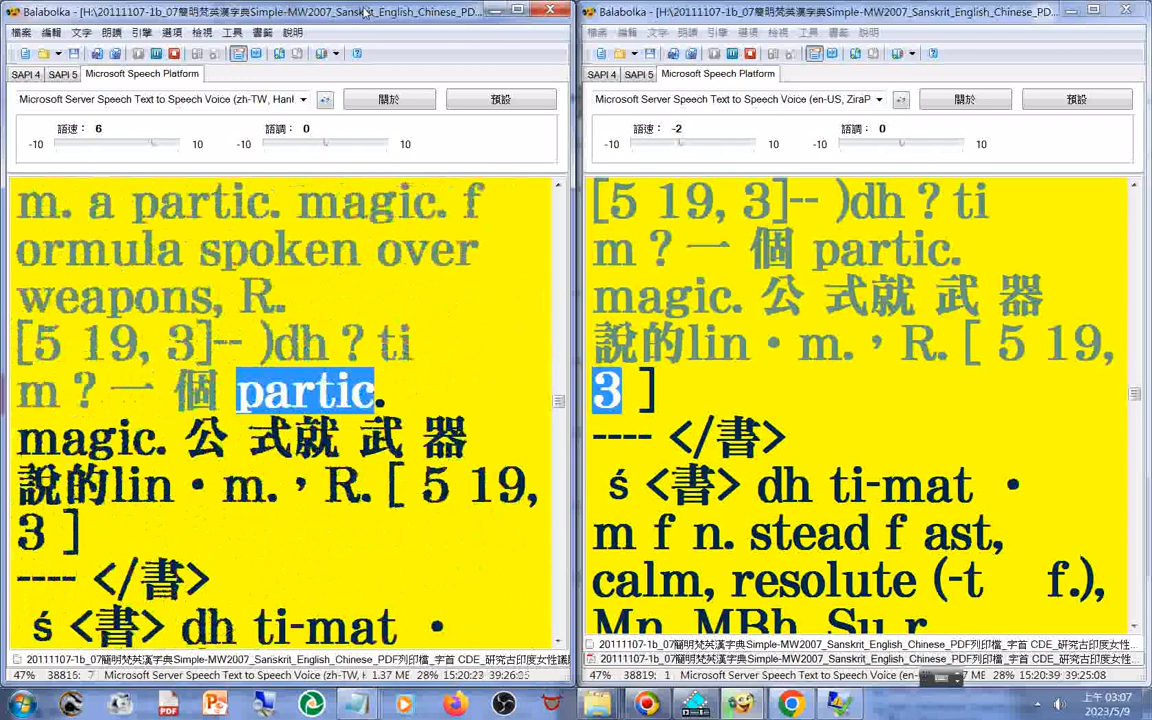 Balabolka - [H:\20111107-1b_07簡明梵英漢字典Simple-MW2007_Sanskrit_English_Chinese_PD...
檔案 編輯 文字 朗讀 引擎 選項 檢視 工具 書籤 說明
SAPI 4 SAPI 5 Microsoft Speech Platform
Microsoft Server Speech Text to Speech Voice (zh-TW, Hanl
關於 預設
語速： 6 語調： 0
-10 10 -10 10
m. a partic. magic. f
ormula spoken over
weapons, R.
[5 19, 3]-- )dh ? ti
m ? 一 個 partic.
magic. 公 式就 武 器
說的lin • m.，R. [ 5 19,
3 ]
---- </書>
ś <書> dh ti-mat •
20111107-1b_07簡明梵英漢字典Simple-MW2007_Sanskrit_English_Chinese_PDF列印檔_字首 CDE_研究古印度女性議
47% 38815: 7 Microsoft Server Speech Text to Speech Voice (zh-TW, H 28% 1.37 ME 15:20:23 39:26:05
Balabolka - [H:\20111107-1b_07簡明梵英漢字典Simple-MW2007_Sanskrit_English_Chinese_PD...
檔案 編輯 文字 朗讀 引擎 選項 檢視 工具 書籤 說明
SAPI 4 SAPI 5 Microsoft Speech Platform
Microsoft Server Speech Text to Speech Voice (en-US, ZiraP
關於 預設
語速： -2 語調： 0
-10 10 -10 10
[5 19, 3]-- )dh ? ti
m ? 一 個 partic.
magic. 公 式就 武 器
說的lin • m.，R. [ 5 19,
3 ]
---- </書>
ś <書> dh ti-mat •
m f n. stead f ast,
calm, resolute (-t f.),
Mn. MBh. Su r
20111107-1b_07簡明梵英漢字典Simple-MW2007_Sanskrit_English_Chinese_PDF列印檔_字首 CDE_研究古印度女性...
20111107-1b_07簡明梵英漢字典Simple-MW2007_Sanskrit_English_Chinese_PDF列印檔_字首 CDE_研究古印度女性...
47% 38819: 1 Microsoft Server Speech Text to Speech Voice (en-US, 28% 15:20:39 39:25:08
上午 03:07
2023/5/9